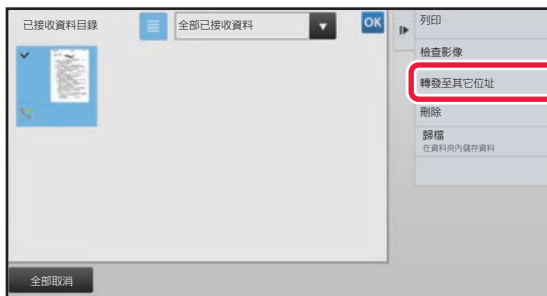 已接收資料目錄
全部已接收資料
OK
列印
檢查影像
轉發至其它位址
刪除
歸檔
在資料夾內儲存資料
全部取消